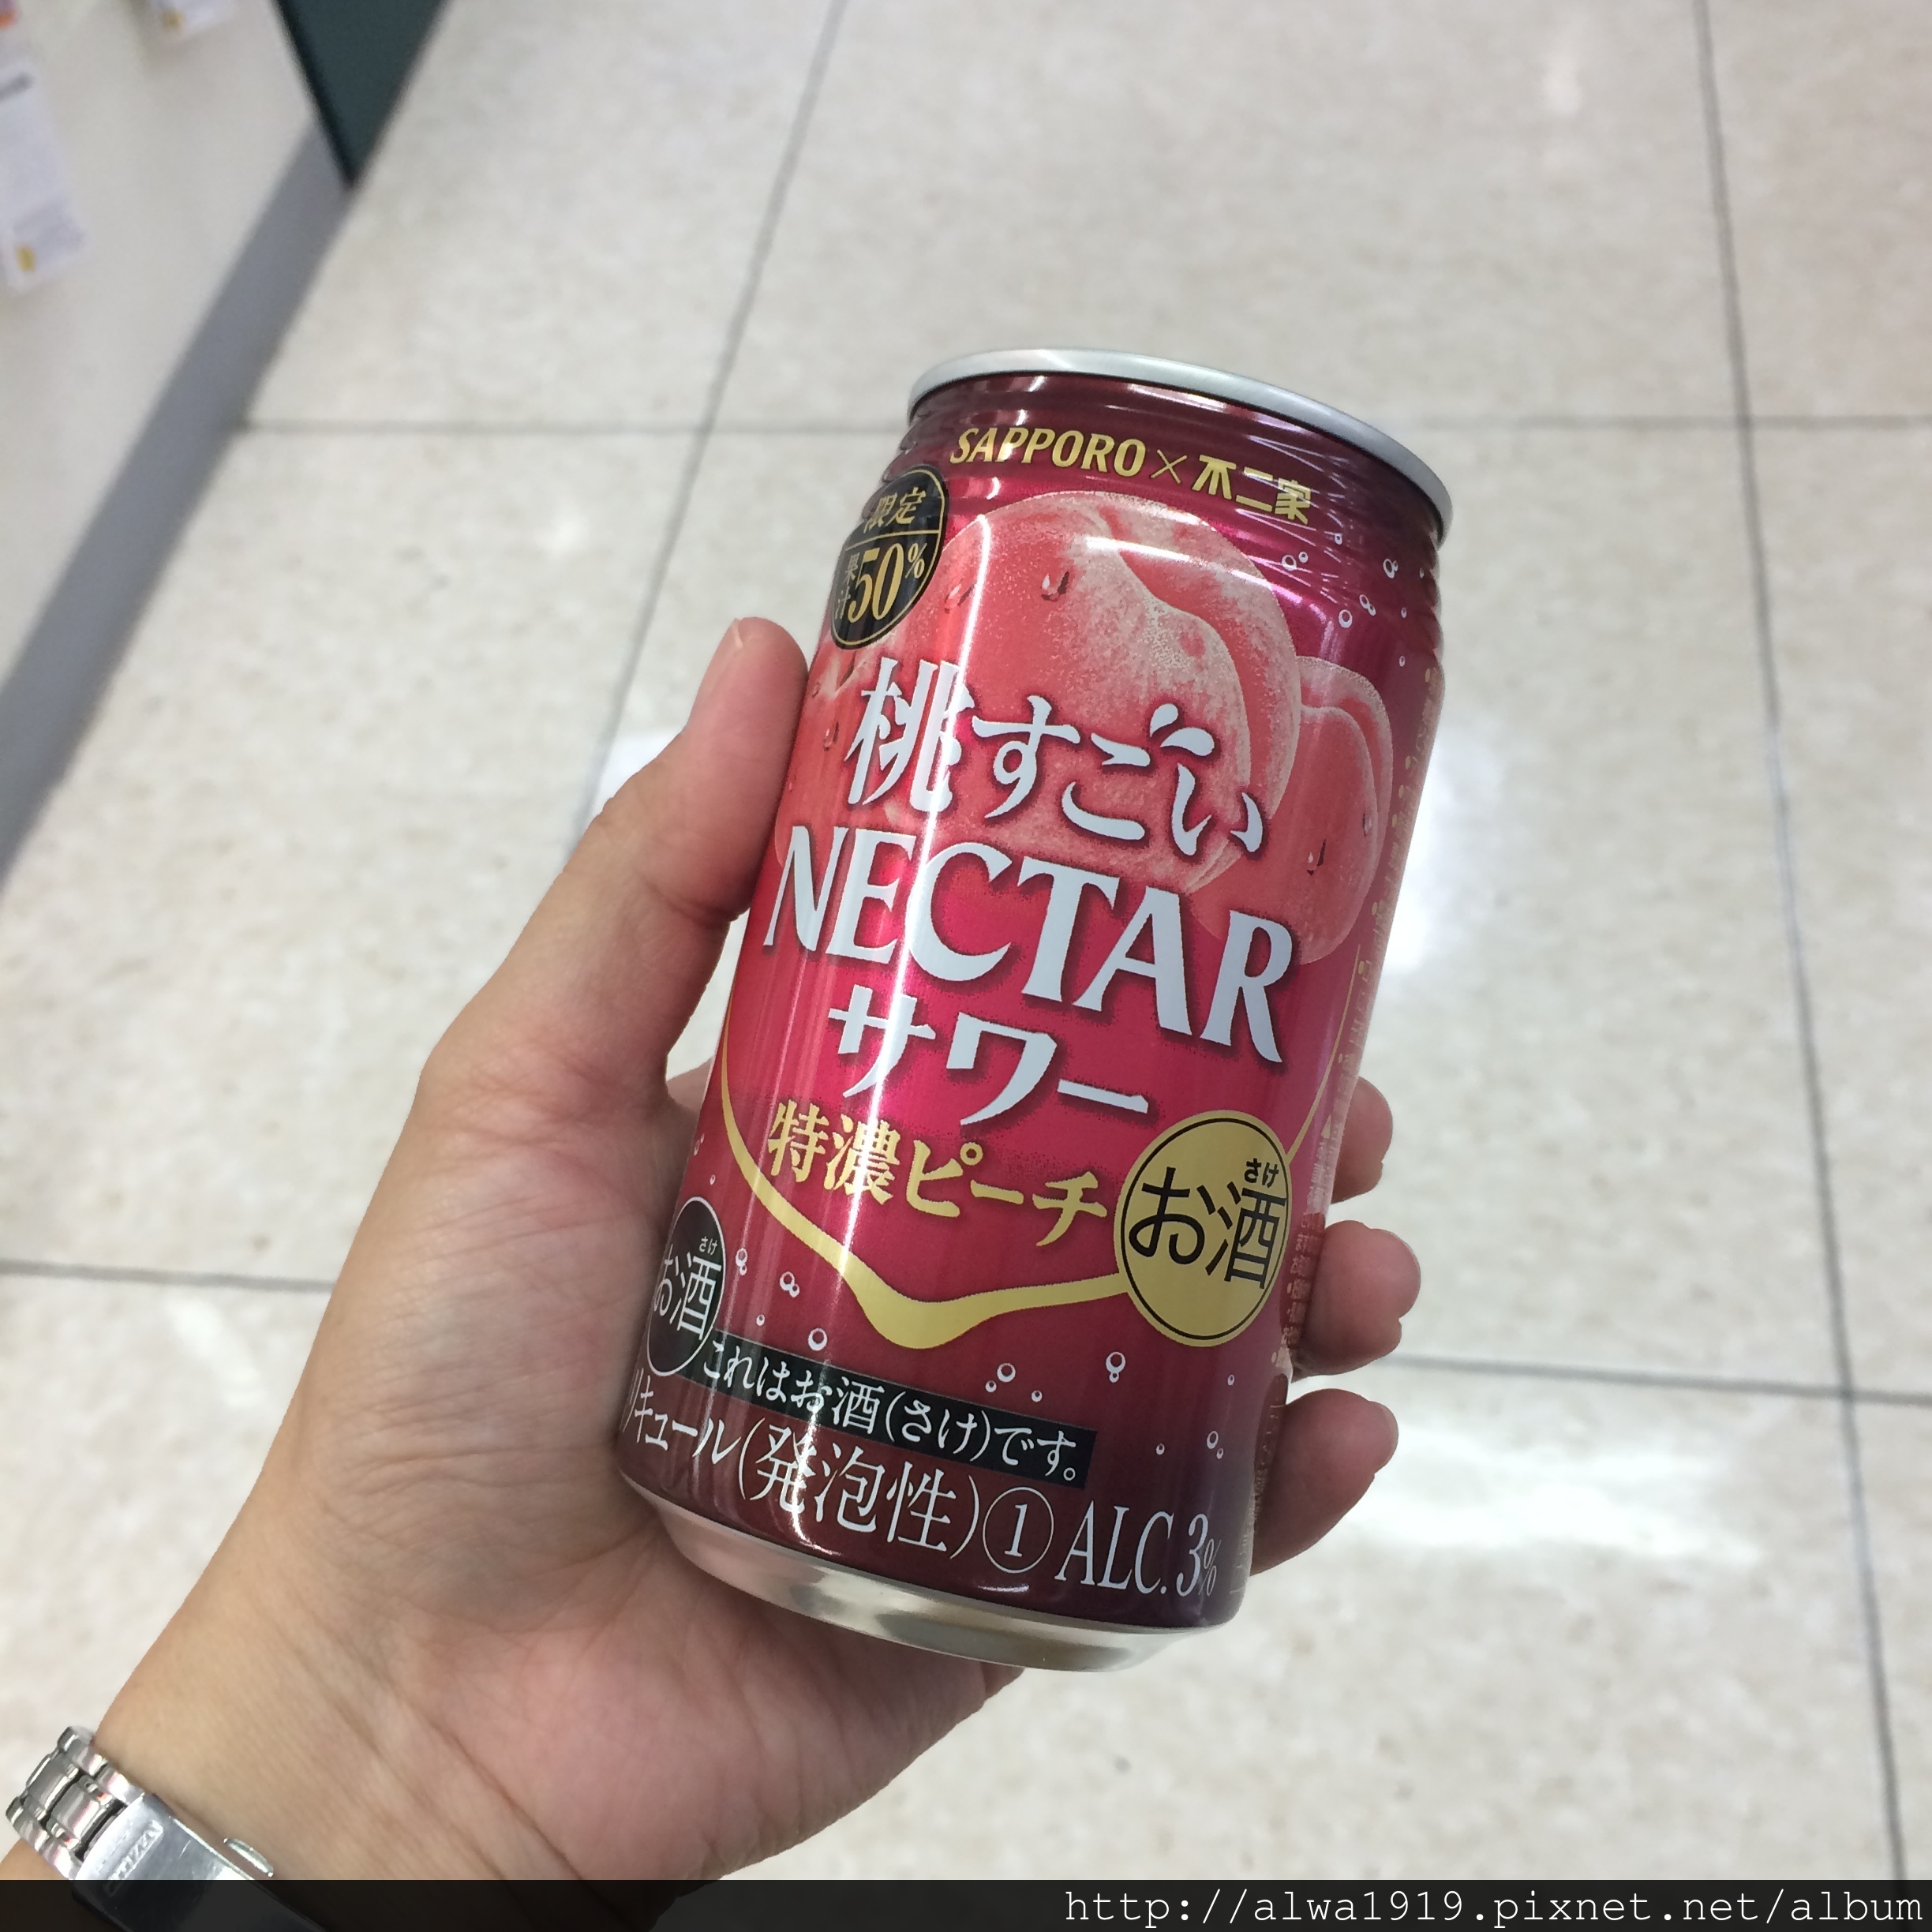 SAPPORO×不二家
限定
果汁50%
桃すごい
NECTAR
サワー
特濃ピーチ
さけ
お酒
さけ
お酒
これはお酒(さけ)です。
リキュール(発泡性)① ALC.3%
http://alwa1919.pixnet.net/album